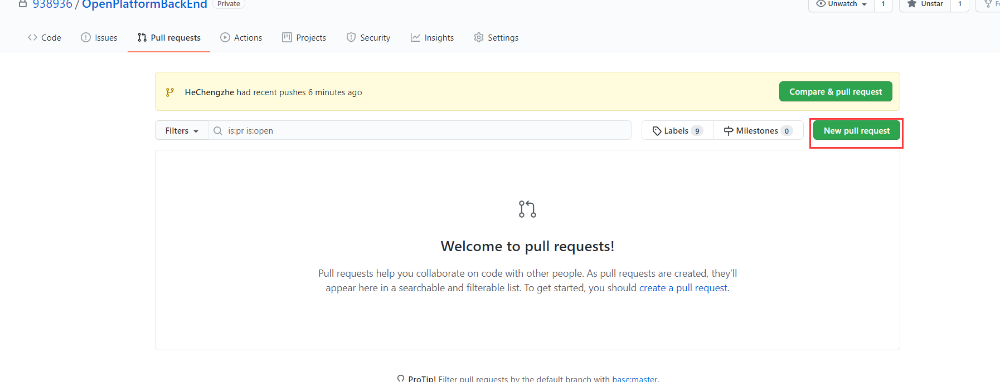 938936 / OpenPlatformBackEnd Private Unwatch 1 Unstar 1
Code Issues Pull requests Actions Projects Security Insights Settings
HeChengzhe had recent pushes 6 minutes ago Compare & pull request
Filters is:pr is:open Labels 9 Milestones 0 New pull request
Welcome to pull requests!
Pull requests help you collaborate on code with other people. As pull requests are created, they’ll
appear here in a searchable and filterable list. To get started, you should create a pull request.
ProTip! Filter pull requests by the default branch with base:master.